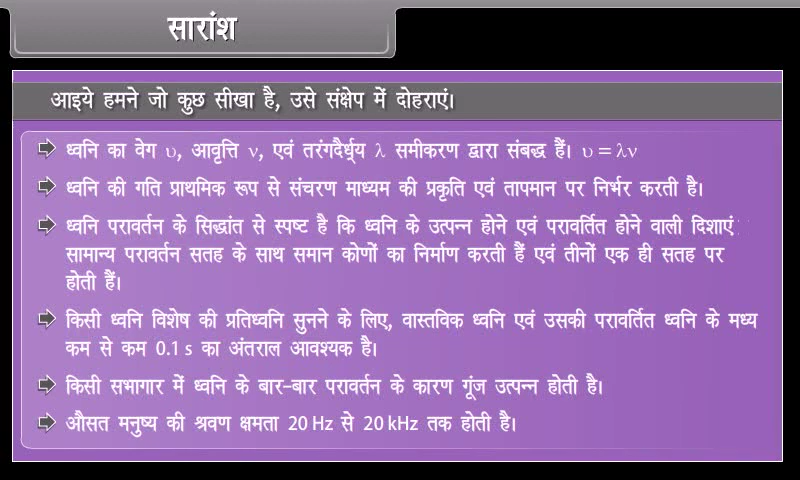 सारांश
आइये हमने जो कुछ सीखा है, उसे संक्षेप में दोहराएं।
ध्वनि का वेग υ, आवृत्ति ν, एवं तरंगदैर्ध्य λ समीकरण द्वारा संबद्ध हैं। υ = λν
ध्वनि की गति प्राथमिक रूप से संचरण माध्यम की प्रकृति एवं तापमान पर निर्भर करती है।
ध्वनि परावर्तन के सिद्धांत से स्पष्ट है कि ध्वनि के उत्पन्न होने एवं परावर्तित होने वाली दिशाएं
सामान्य परावर्तन सतह के साथ समान कोणों का निर्माण करती हैं एवं तीनों एक ही सतह पर
होती हैं।
किसी ध्वनि विशेष की प्रतिध्वनि सुनने के लिए, वास्तविक ध्वनि एवं उसकी परावर्तित ध्वनि के मध्य
कम से कम 0.1 s का अंतराल आवश्यक है।
किसी सभागार में ध्वनि के बार-बार परावर्तन के कारण गूंज उत्पन्न होती है।
औसत मनुष्य की श्रवण क्षमता 20 Hz से 20 kHz तक होती है।